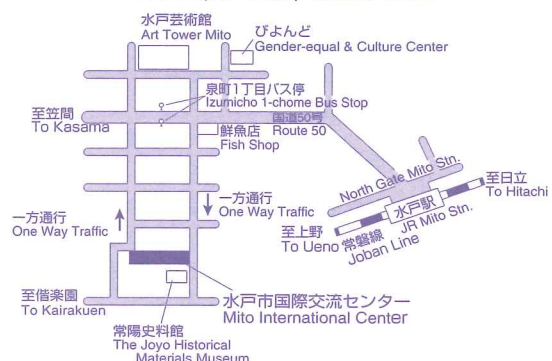 水戸芸術館
Art Tower Mito
びよんど
Gender-equal & Culture Center
泉町1丁目バス停
Izumicho 1-chome Bus Stop
至笠間
To Kasama
国道50号
Route 50
鮮魚店
Fish Shop
North Gate Mito Stn.
至日立
To Hitachi
水戸駅
JR Mito Stn.
一方通行
One Way Traffic
一方通行
One Way Traffic
至上野
To Ueno
常磐線
Joban Line
至偕楽園
To Kairakuen
水戸市国際交流センター
Mito International Center
常陽史料館
The Joyo Historical
Materials Museum